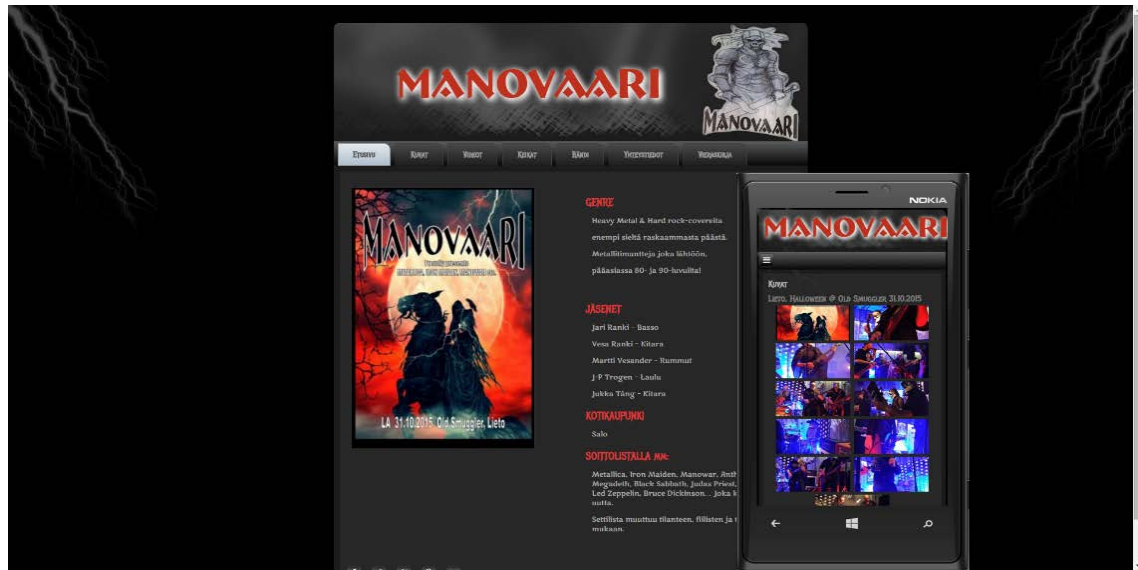 MANOVAARI
MANOVAARI
Etusivu
Kuvat
Videot
Keikat
Bändi
Yhteystiedot
Vieraskirja
MANOVAARI
LA 31.10.2015, Old Smuggler, Lieto
GENRE
Heavy Metal & Hard rock-covereita
enempi sieltä raskaammasta päästä.
Metallitimantteja joka lähtöön,
pääasiassa 80- ja 90-luvuilta!
JÄSENET
Jari Ranki - Basso
Vesa Ranki - Kitara
Martti Vesander - Rummut
J-P Trogen - Laulu
Jukka Tång - Kitara
KOTIKAUPUNKI
Salo
SOITTOLISTALLA MM:
Metallica, Iron Maiden, Manowar, Anth
Megadeth, Black Sabbath, Judas Priest,
Led Zeppelin, Bruce Dickinson... Joka k
uutta.
Settilista muuttuu tilanteen, fiilisten ja t
mukaan.
NOKIA
MANOVAARI
Kuvat
Lieto, Halloween @ Old Smuggler 31.10.2015